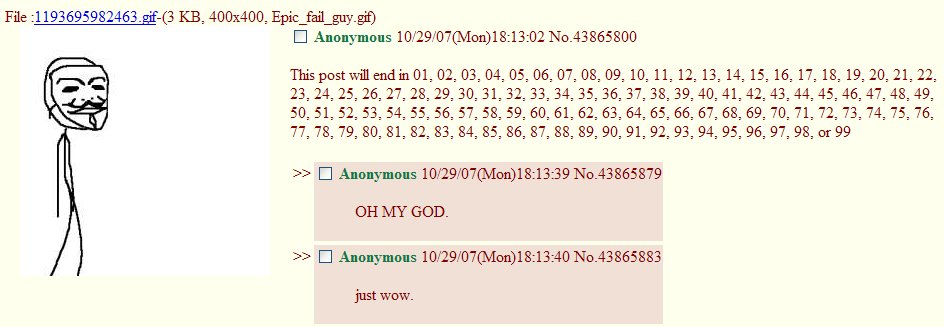 File :1193695982463.gif-(3 KB, 400x400, Epic_fail_guy.gif)
Anonymous 10/29/07(Mon)18:13:02 No.43865800
This post will end in 01, 02, 03, 04, 05, 06, 07, 08, 09, 10, 11, 12, 13, 14, 15, 16, 17, 18, 19, 20, 21, 22,
23, 24, 25, 26, 27, 28, 29, 30, 31, 32, 33, 34, 35, 36, 37, 38, 39, 40, 41, 42, 43, 44, 45, 46, 47, 48, 49,
50, 51, 52, 53, 54, 55, 56, 57, 58, 59, 60, 61, 62, 63, 64, 65, 66, 67, 68, 69, 70, 71, 72, 73, 74, 75, 76,
77, 78, 79, 80, 81, 82, 83, 84, 85, 86, 87, 88, 89, 90, 91, 92, 93, 94, 95, 96, 97, 98, or 99
>> Anonymous 10/29/07(Mon)18:13:39 No.43865879
OH MY GOD.
>> Anonymous 10/29/07(Mon)18:13:40 No.43865883
just wow.